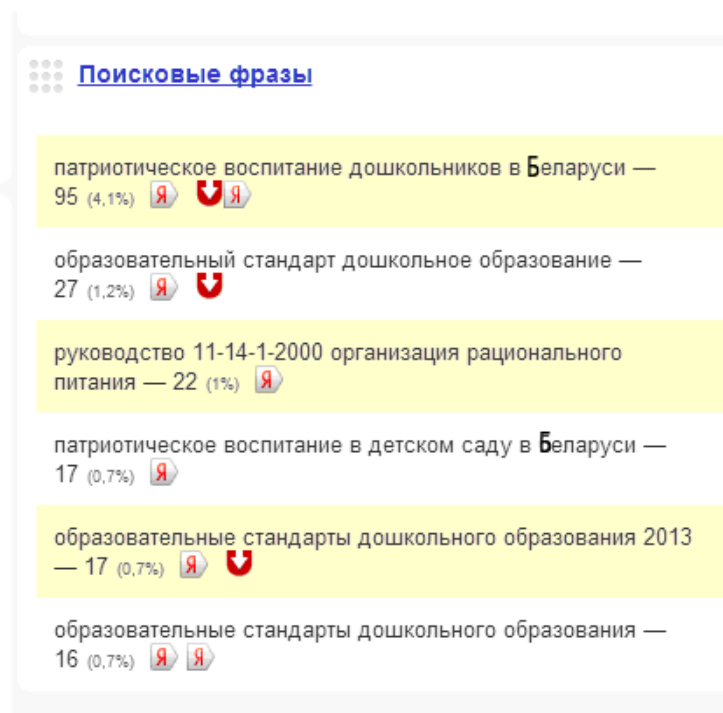 Поисковые фразы
патриотическое воспитание дошкольников в Беларуси —
95 (4,1%) Я Я
образовательный стандарт дошкольное образование —
27 (1,2%) Я
руководство 11-14-1-2000 организация рационального
питания — 22 (1%) Я
патриотическое воспитание в детском саду в Беларуси —
17 (0,7%) Я
образовательные стандарты дошкольного образования 2013
— 17 (0,7%) Я
образовательные стандарты дошкольного образования —
16 (0,7%) Я Я